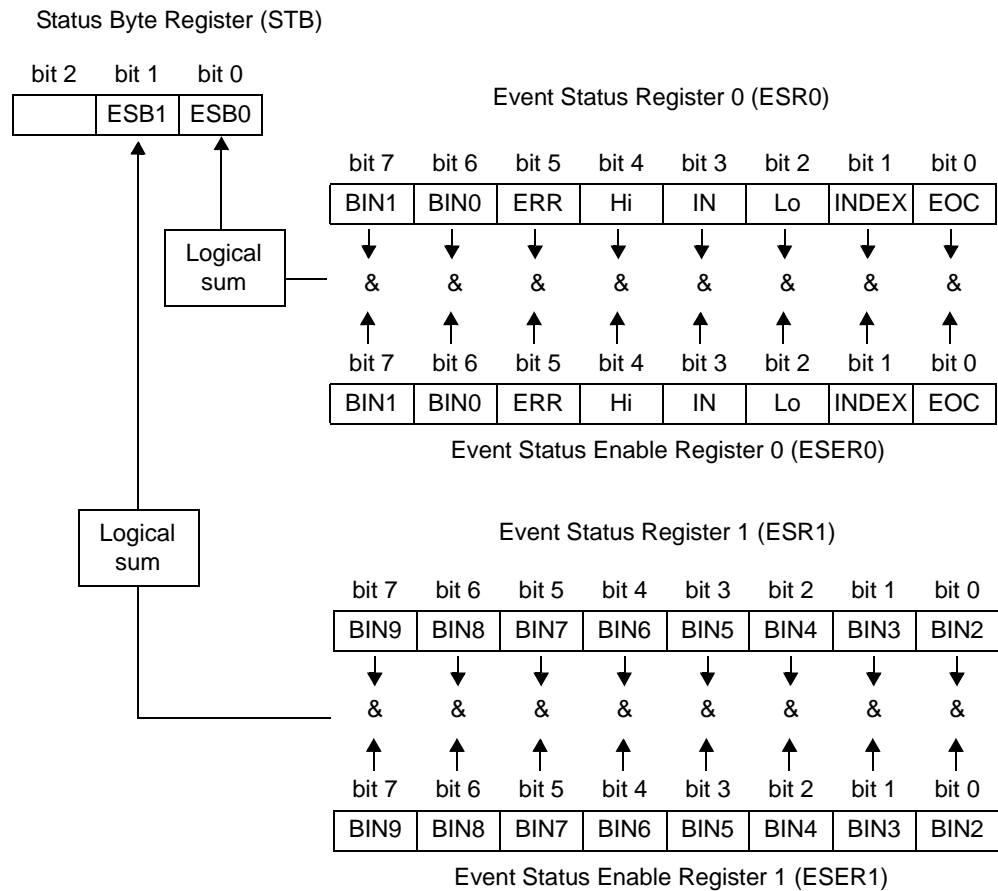 Status Byte Register (STB)
bit 2 bit 1 bit 0
ESB1 ESB0
Event Status Register 0 (ESR0)
bit 7 bit 6 bit 5 bit 4 bit 3 bit 2 bit 1 bit 0
BIN1 BIN0 ERR Hi IN Lo INDEX EOC
Logical
sum
& & & & & & & &
bit 7 bit 6 bit 5 bit 4 bit 3 bit 2 bit 1 bit 0
BIN1 BIN0 ERR Hi IN Lo INDEX EOC
Event Status Enable Register 0 (ESER0)
Logical
sum
Event Status Register 1 (ESR1)
bit 7 bit 6 bit 5 bit 4 bit 3 bit 2 bit 1 bit 0
BIN9 BIN8 BIN7 BIN6 BIN5 BIN4 BIN3 BIN2
& & & & & & & &
bit 7 bit 6 bit 5 bit 4 bit 3 bit 2 bit 1 bit 0
BIN9 BIN8 BIN7 BIN6 BIN5 BIN4 BIN3 BIN2
Event Status Enable Register 1 (ESER1)